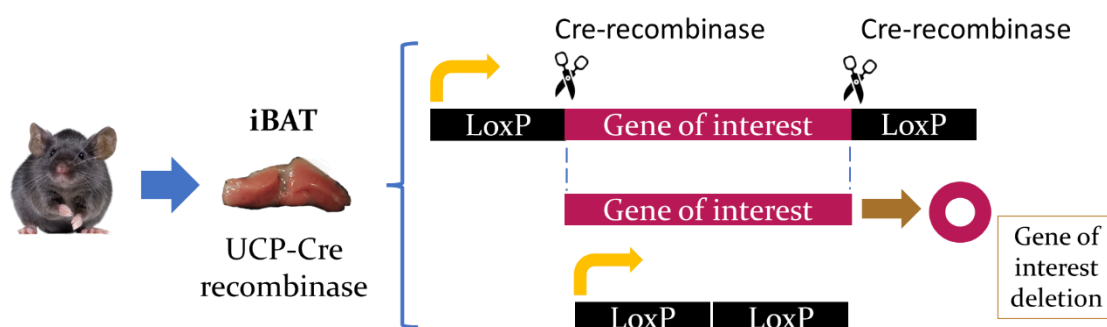 Cre-recombinase
Cre-recombinase
iBAT
LoxP
Gene of interest
LoxP
Gene of interest
UCP-Cre
recombinase
Gene of
interest
deletion
LoxP
LoxP